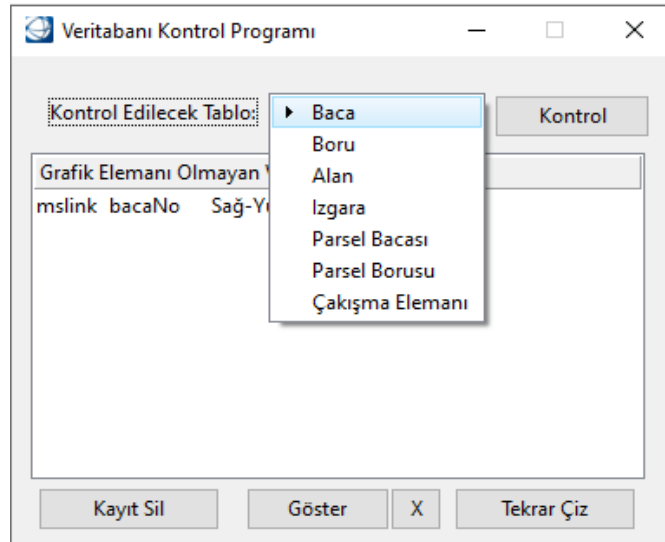 Veritabanı Kontrol Programı
Kontrol Edilecek Tablo:
Baca
Kontrol
Boru
Alan
Izgara
Parsel Bacası
Parsel Borusu
Çakışma Elemanı
Grafik Elemanı Olmayan
mslink bacaNo
Kayıt Sil
Göster
X
Tekrar Çiz